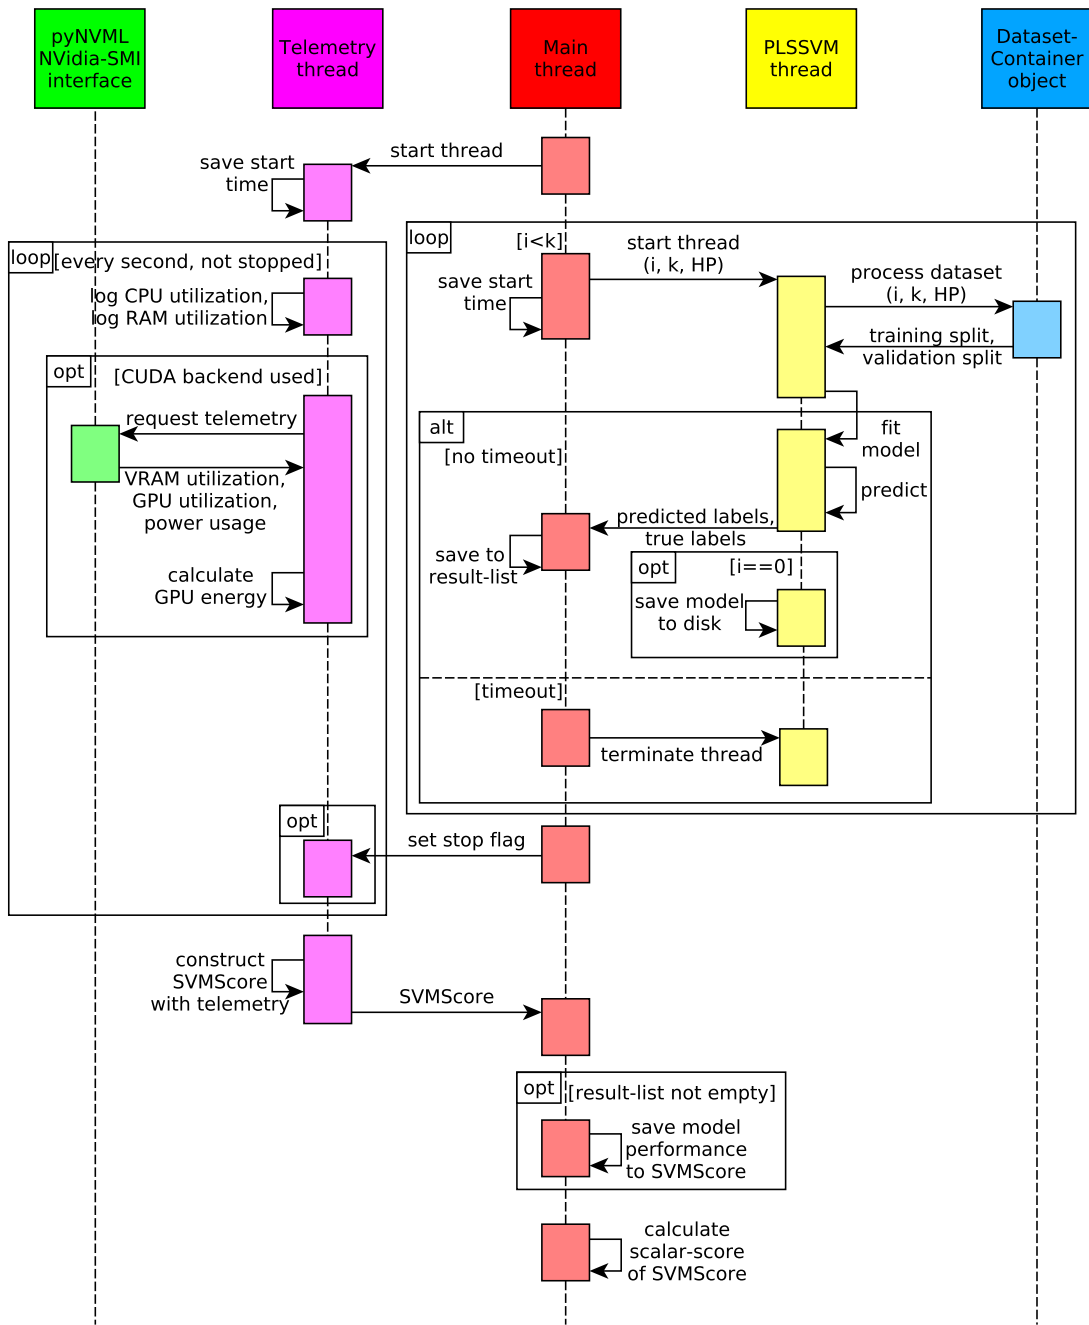 pyNVML
NVidia-SMI
interface
Telemetry
thread
Main
thread
PLSSVM
thread
Dataset-
Container
object
start thread
save start
time
loop
[i<k]
start thread
(i, k, HP)
save start
time
process dataset
(i, k, HP)
training split,
validation split
loop
[every second, not stopped]
log CPU utilization,
log RAM utilization
opt
[CUDA backend used]
request telemetry
VRAM utilization,
GPU utilization,
power usage
calculate
GPU energy
alt
[no timeout]
fit
model
predict
predicted labels,
true labels
save to
result-list
opt
[i==0]
save model
to disk
[timeout]
terminate thread
opt
set stop flag
construct
SVMScore
with telemetry
SVMScore
opt
[result-list not empty]
save model
performance
to SVMScore
calculate
scalar-score
of SVMScore